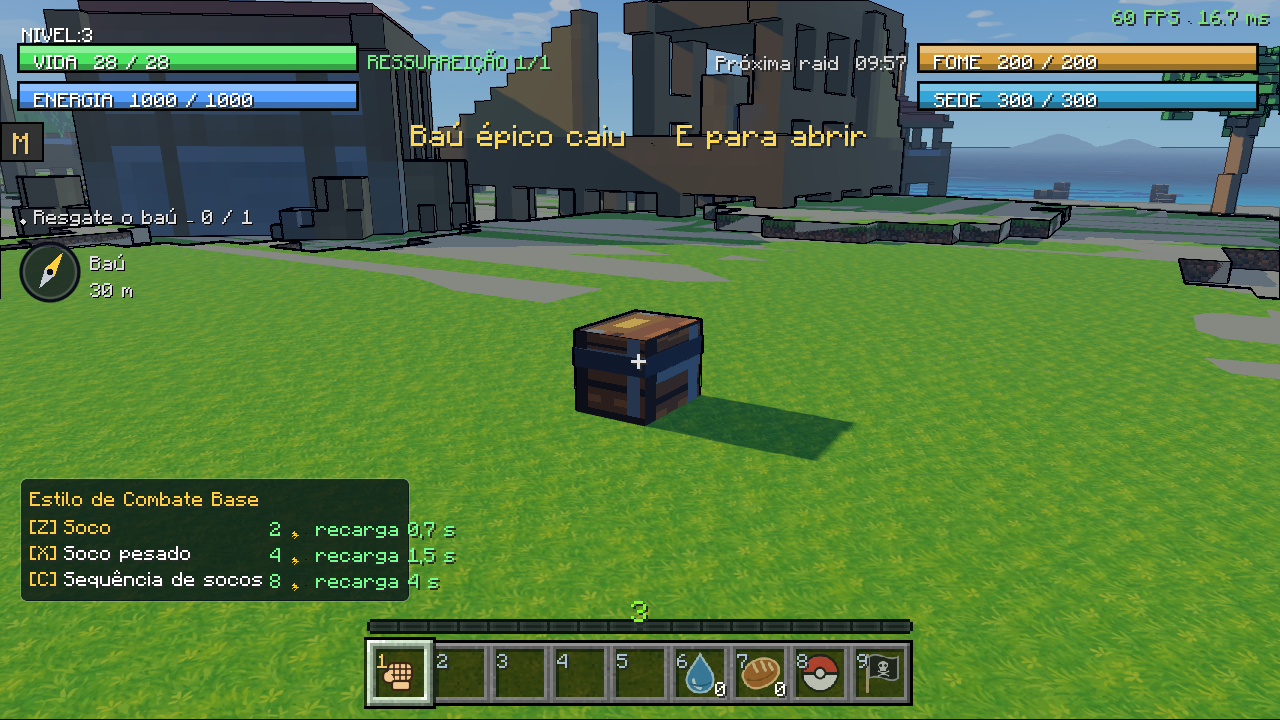 60 FPS · 16.7 ms
NIVEL:3
VIDA 28 / 28
RESSURREIÇÃO 1/1
Próxima raid 09:57
FOME 200 / 200
ENERGIA 1000 / 1000
SEDE 300 / 300
M
Baú épico caiu E para abrir
Resgate o baú - 0 / 1
Baú
30 m
Estilo de Combate Base
[Z] Soco 2 recarga 0,7 s
[X] Soco pesado 4 recarga 1,5 s
[C] Sequência de socos 8 recarga 4 s
3
1 2 3 4 5 6 7 8 9
0 0